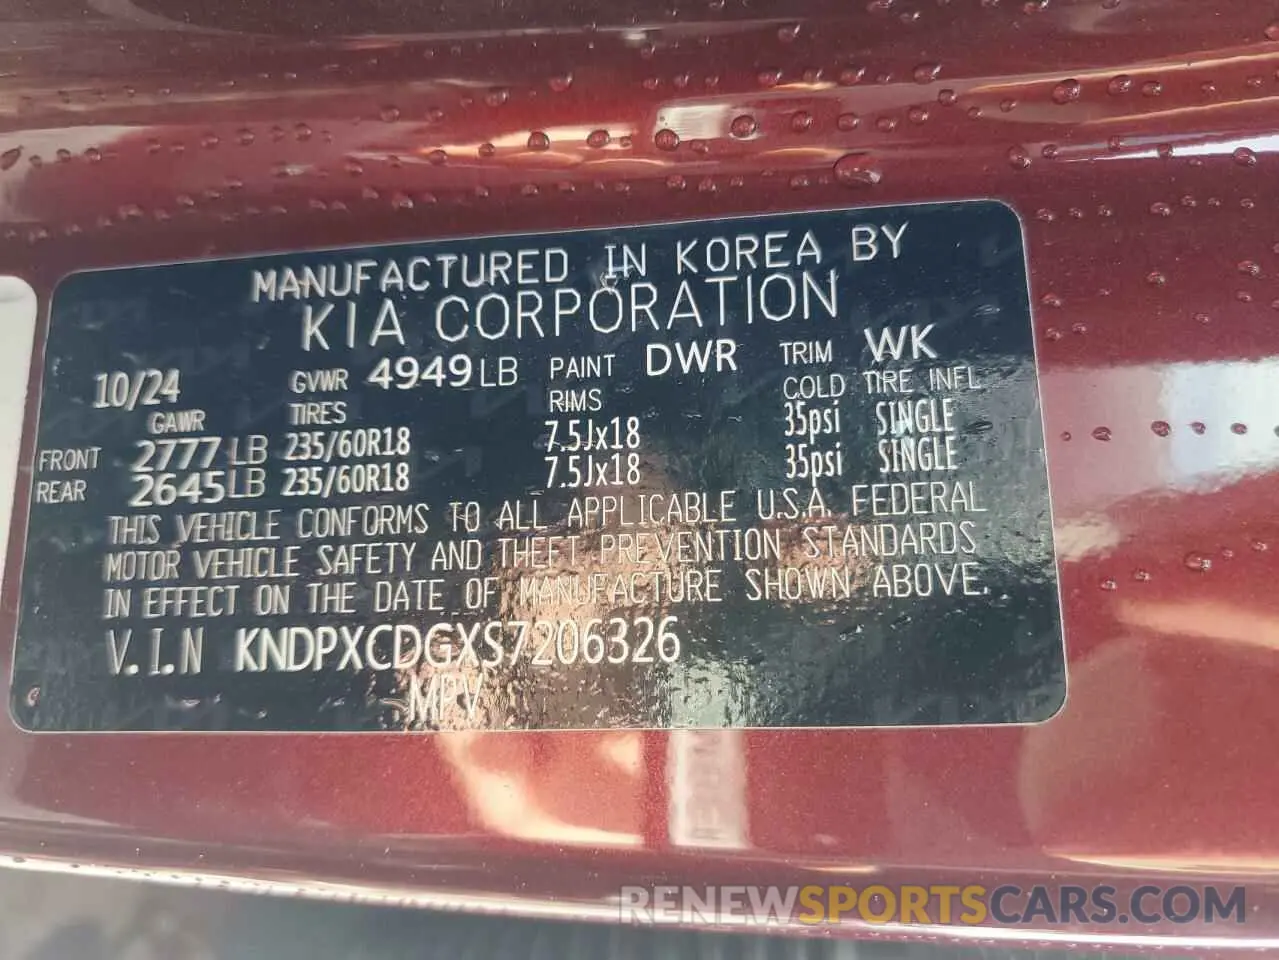 MANUFACTURED IN KOREA BY
KIA CORPORATION
10/24 GVWR 4949LB PAINT DWR TRIM WK
GAWR TIRES RIMS COLD TIRE INFL
FRONT 2777LB 235/60R18 7.5Jx18 35psi SINGLE
REAR 2645LB 235/60R18 7.5Jx18 35psi SINGLE
THIS VEHICLE CONFORMS TO ALL APPLICABLE U.S.A. FEDERAL
MOTOR VEHICLE SAFETY AND THEFT PREVENTION STANDARDS
IN EFFECT ON THE DATE OF MANUFACTURE SHOWN ABOVE.
V.I.N KNDPXCDGXS7206326
MPV
RENEWSPORTSCARS.COM